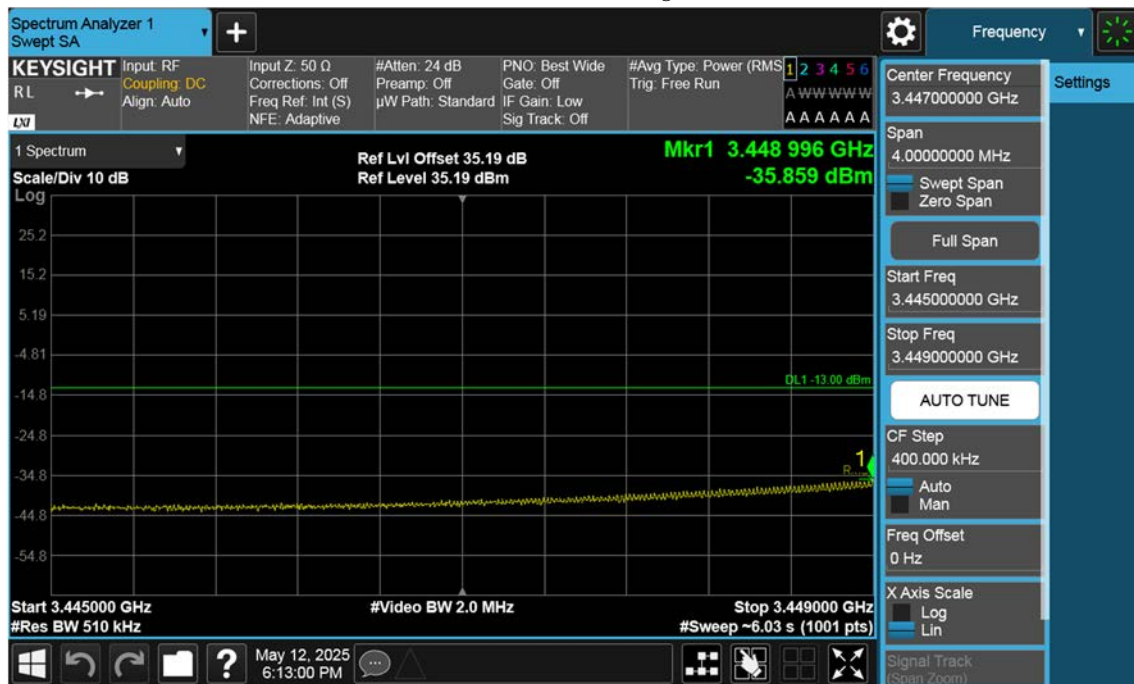 Spectrum Analyzer 1
Swept SA
Frequency
KEYSIGHT
RL
LXI
Input: RF
Coupling: DC
Align: Auto
Input Z: 50 Ω
Corrections: Off
Freq Ref: Int (S)
NFE: Adaptive
#Atten: 24 dB
Preamp: Off
µW Path: Standard
PNO: Best Wide
Gate: Off
IF Gain: Low
Sig Track: Off
#Avg Type: Power (RMS
Trig: Free Run
1 2 3 4 5 6
A W W W W W
A A A A A A
1 Spectrum
Scale/Div 10 dB
Ref Lvl Offset 35.19 dB
Ref Level 35.19 dBm
Mkr1 3.448 996 GHz
-35.859 dBm
Log
25.2
15.2
5.19
-4.81
-14.8
-24.8
-34.8
-44.8
-54.8
DL1 -13.00 dBm
1
Start 3.445000 GHz
#Res BW 510 kHz
#Video BW 2.0 MHz
Stop 3.449000 GHz
#Sweep ~6.03 s (1001 pts)
Center Frequency
3.447000000 GHz
Span
4.00000000 MHz
Swept Span
Zero Span
Full Span
Start Freq
3.445000000 GHz
Stop Freq
3.449000000 GHz
AUTO TUNE
CF Step
400.000 kHz
Auto
Man
Freq Offset
0 Hz
X Axis Scale
Log
Lin
Signal Track
(Span Zoom)
Settings
?
May 12, 2025
6:13:00 PM